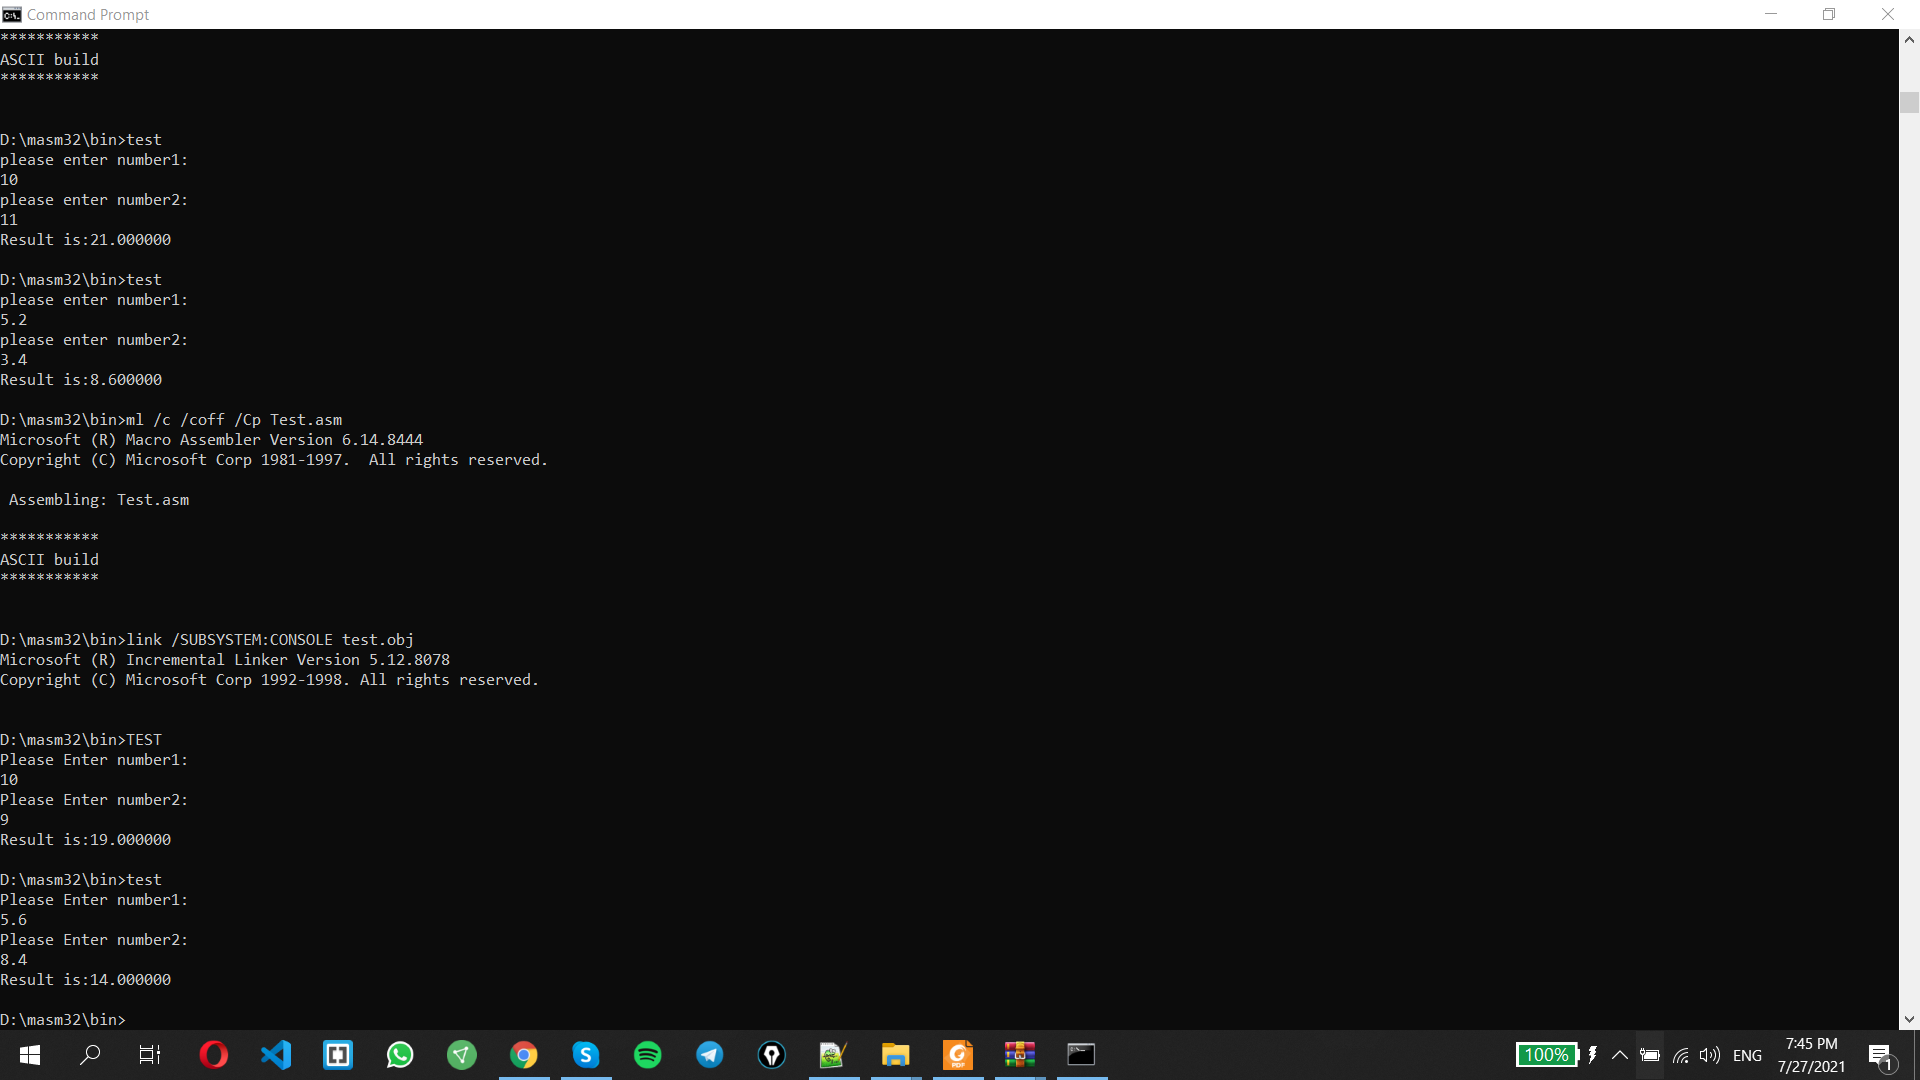 Command Prompt
***********
ASCII build
***********
D:\masm32\bin>test
please enter number1:
10
please enter number2:
11
Result is:21.000000
D:\masm32\bin>test
please enter number1:
5.2
please enter number2:
3.4
Result is:8.600000
D:\masm32\bin>ml /c /coff /Cp Test.asm
Microsoft (R) Macro Assembler Version 6.14.8444
Copyright (C) Microsoft Corp 1981-1997.  All rights reserved.
 Assembling: Test.asm
***********
ASCII build
***********
D:\masm32\bin>link /SUBSYSTEM:CONSOLE test.obj
Microsoft (R) Incremental Linker Version 5.12.8078
Copyright (C) Microsoft Corp 1992-1998. All rights reserved.
D:\masm32\bin>TEST
Please Enter number1:
10
Please Enter number2:
9
Result is:19.000000
D:\masm32\bin>test
Please Enter number1:
5.6
Please Enter number2:
8.4
Result is:14.000000
D:\masm32\bin>
100%
ENG
7:45 PM
7/27/2021
1